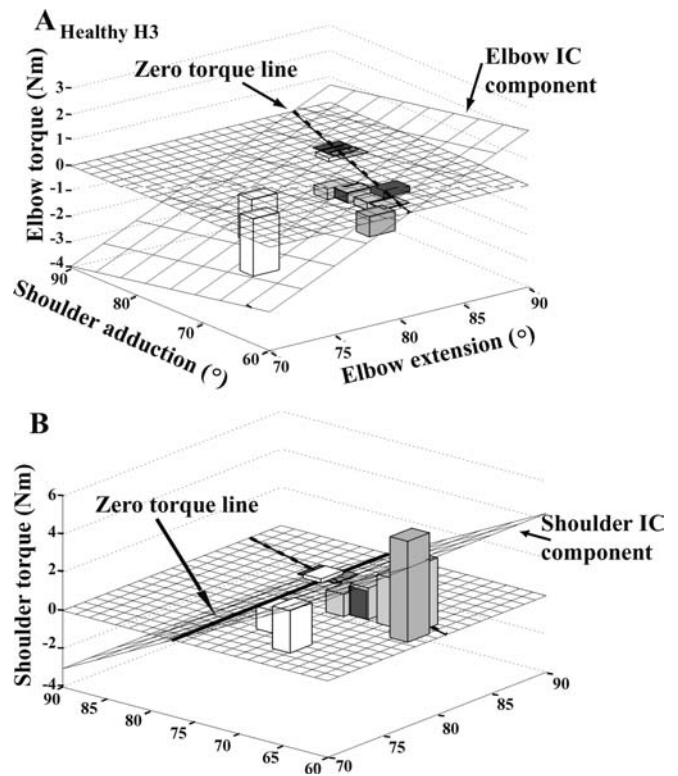 A
Healthy H3
Zero torque line
Elbow IC
component
Elbow torque (Nm)
3
2
1
0
-1
-2
-3
-4
90
80
70
60
Shoulder adduction (°)
70
75
80
85
90
Elbow extension (°)
B
Zero torque line
Shoulder IC
component
Shoulder torque (Nm)
6
4
2
0
-2
-4
90
85
80
75
70
65
60
70
75
80
85
90